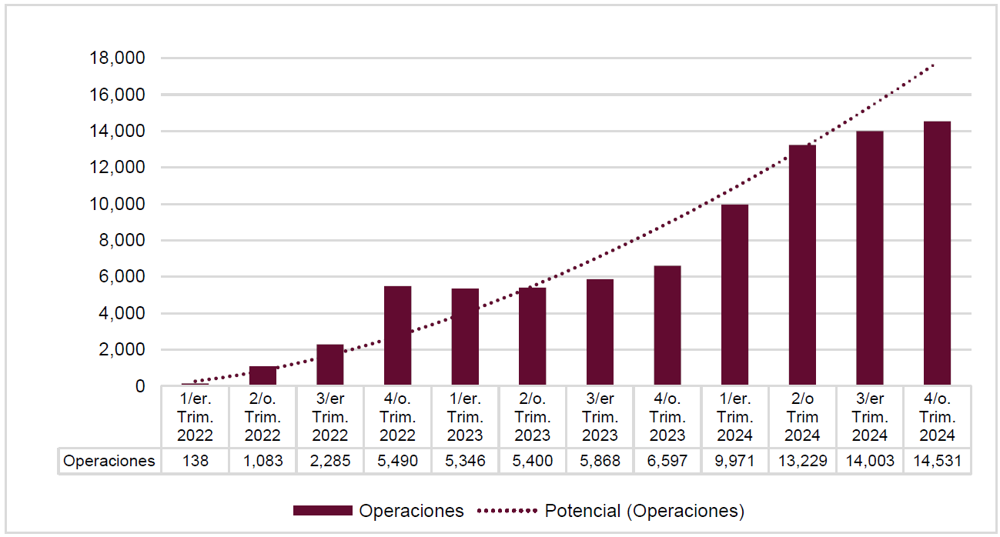 18,000
16,000
14,000
12,000
10,000
8,000
6,000
4,000
2,000
0
1/er. 2/o. 3/er 4/o. 1/er. 2/o. 3/er 4/o. 1/er. 2/o 3/er 4/o.
Trim. Trim. Trim. Trim. Trim. Trim. Trim. Trim. Trim. Trim Trim. Trim.
2022 2022 2022 2022 2023 2023 2023 2023 2024 2024 2024 2024
Operaciones 138 1,083 2,285 5,490 5,346 5,400 5,868 6,597 9,971 13,229 14,003 14,531
Operaciones Potencial (Operaciones)